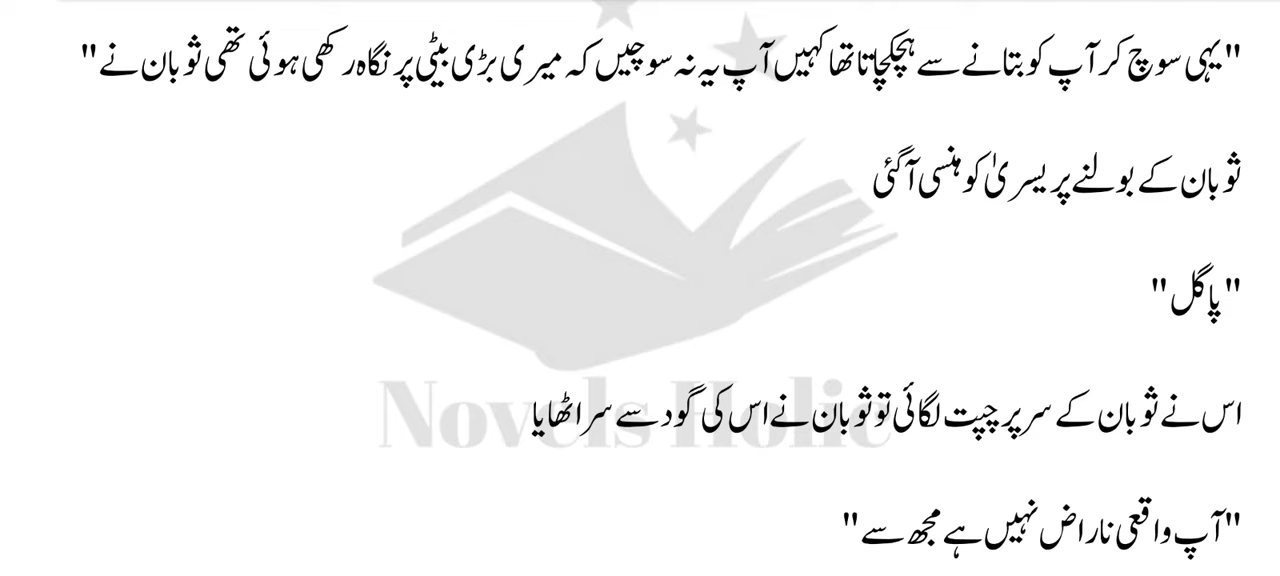 "یہی سوچ کر آپ کو بتانے سے ہچکچاتا تھا کہیں آپ یہ نہ سوچیں کہ میری بڑی بیٹی پر نگاہ رکھی ہوئی تھی ثوبان نے"
ثوبان کے بولنے پر یسریٰ کو ہنسی آگئی
"پاگل"
اس نے ثوبان کے سر پر چپت لگائی تو ثوبان نے اس کی گود سے سر اٹھایا
Novels Holic
"آپ واقعی ناراض نہیں ہے مجھ سے"